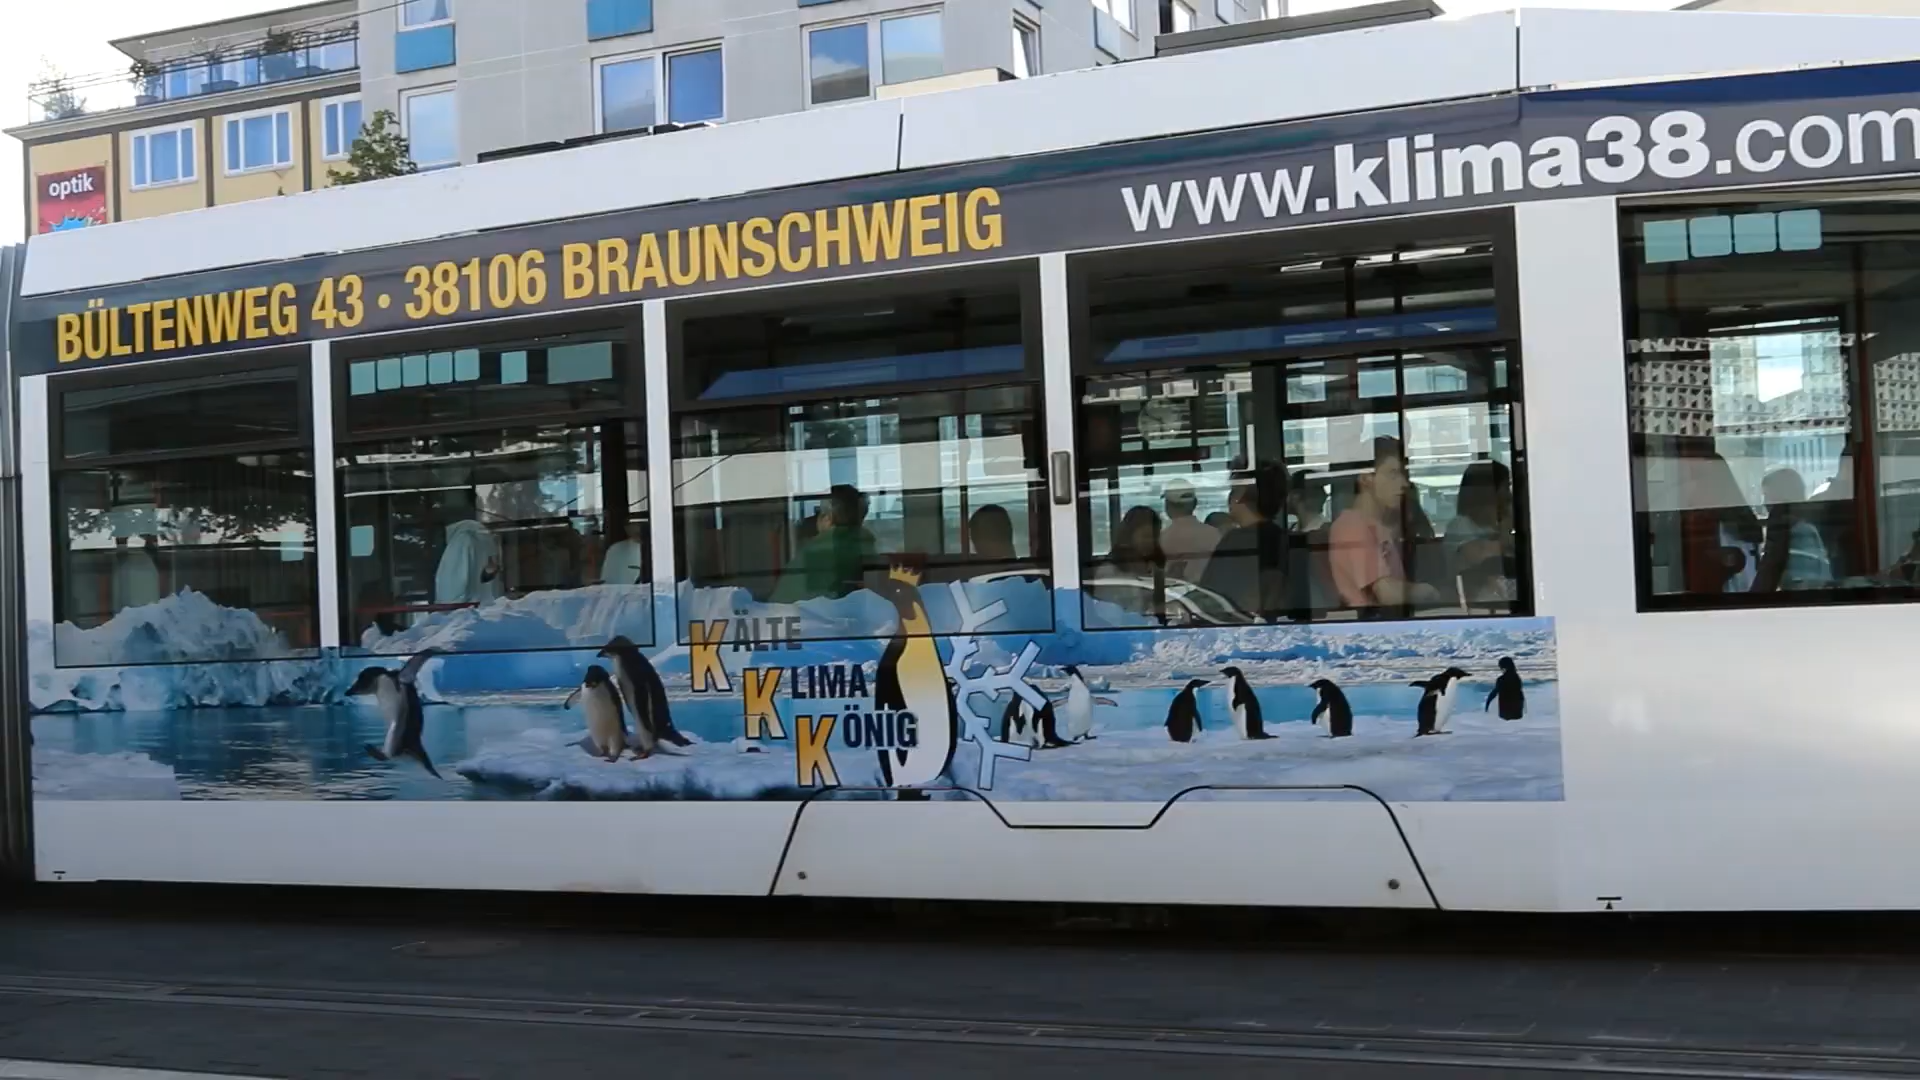 optik
BÜLTENWEG 43 · 38106 BRAUNSCHWEIG
www.klima38.com
KÄLTE
KLIMA
KÖNIG